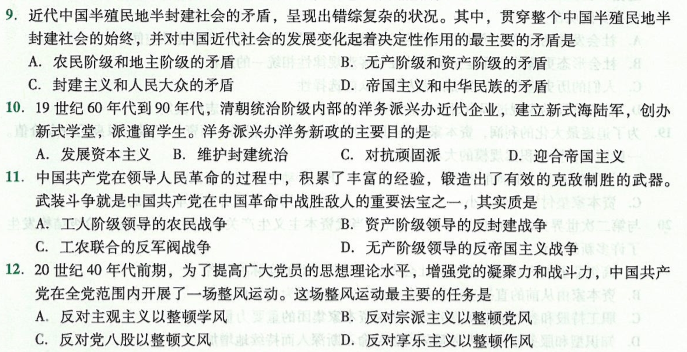 9. 近代中国半殖民地半封建社会的矛盾，呈现出错综复杂的状况。其中，贯穿整个中国半殖民地半
封建社会的始终，并对中国近代社会的发展变化起着决定性作用的最主要的矛盾是
A. 农民阶级和地主阶级的矛盾 B. 无产阶级和资产阶级的矛盾
C. 封建主义和人民大众的矛盾 D. 帝国主义和中华民族的矛盾
10. 19 世纪 60 年代到 90 年代，清朝统治阶级内部的洋务派兴办近代企业，建立新式海陆军，创办
新式学堂，派遣留学生。洋务派兴办洋务新政的主要目的是
A. 发展资本主义 B. 维护封建统治 C. 对抗顽固派 D. 迎合帝国主义
11. 中国共产党在领导人民革命的过程中，积累了丰富的经验，锻造出了有效的克敌制胜的武器。
武装斗争就是中国共产党在中国革命中战胜敌人的重要法宝之一，其实质是
A. 工人阶级领导的农民战争 B. 资产阶级领导的反封建战争
C. 工农联合的反军阀战争 D. 无产阶级领导的反帝国主义战争
12. 20 世纪 40 年代前期，为了提高广大党员的思想理论水平，增强党的凝聚力和战斗力，中国共产
党在全党范围内开展了一场整风运动。这场整风运动最主要的任务是
A. 反对主观主义以整顿学风 B. 反对宗派主义以整顿党风
C. 反对党八股以整顿文风 D. 反对享乐主义以整顿作风